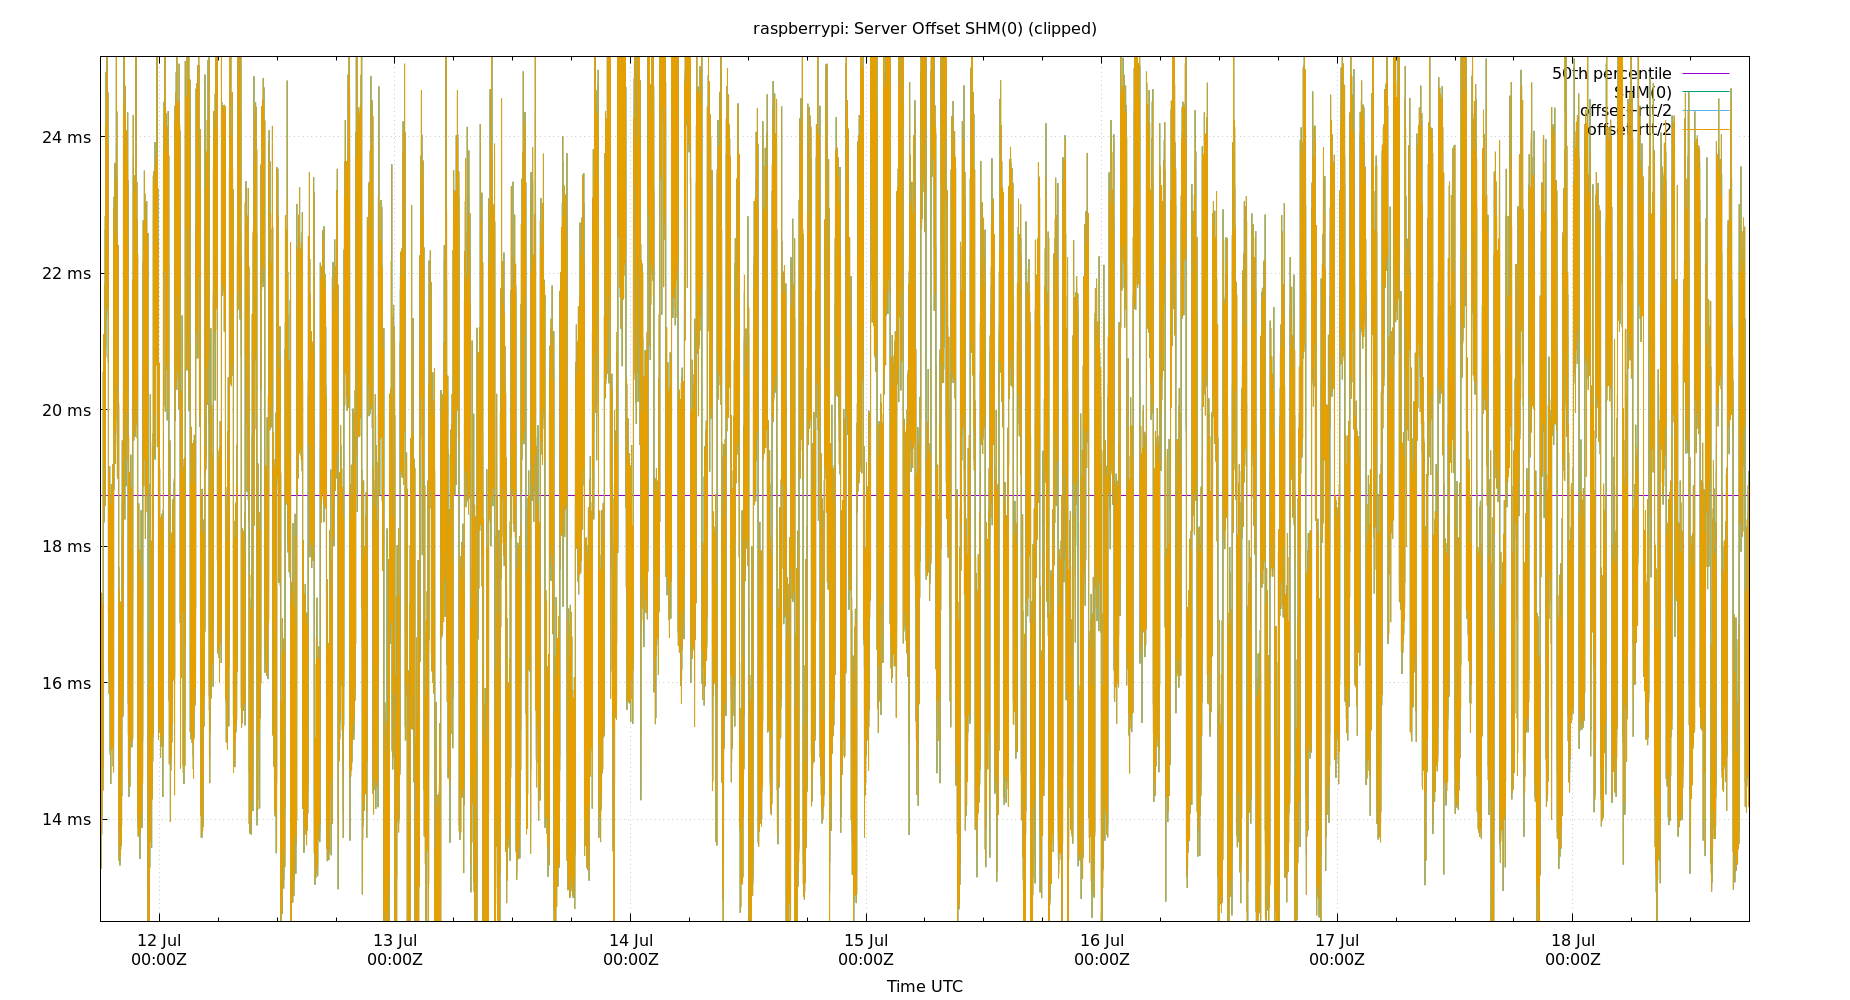 raspberrypi: Server Offset SHM(0) (clipped)
50th percentile
SHM(0)
offset+rtt/2
offset-rtt/2
24 ms
22 ms
20 ms
18 ms
16 ms
14 ms
12 Jul 13 Jul 14 Jul 15 Jul 16 Jul 17 Jul 18 Jul
00:00Z 00:00Z 00:00Z 00:00Z 00:00Z 00:00Z 00:00Z
Time UTC